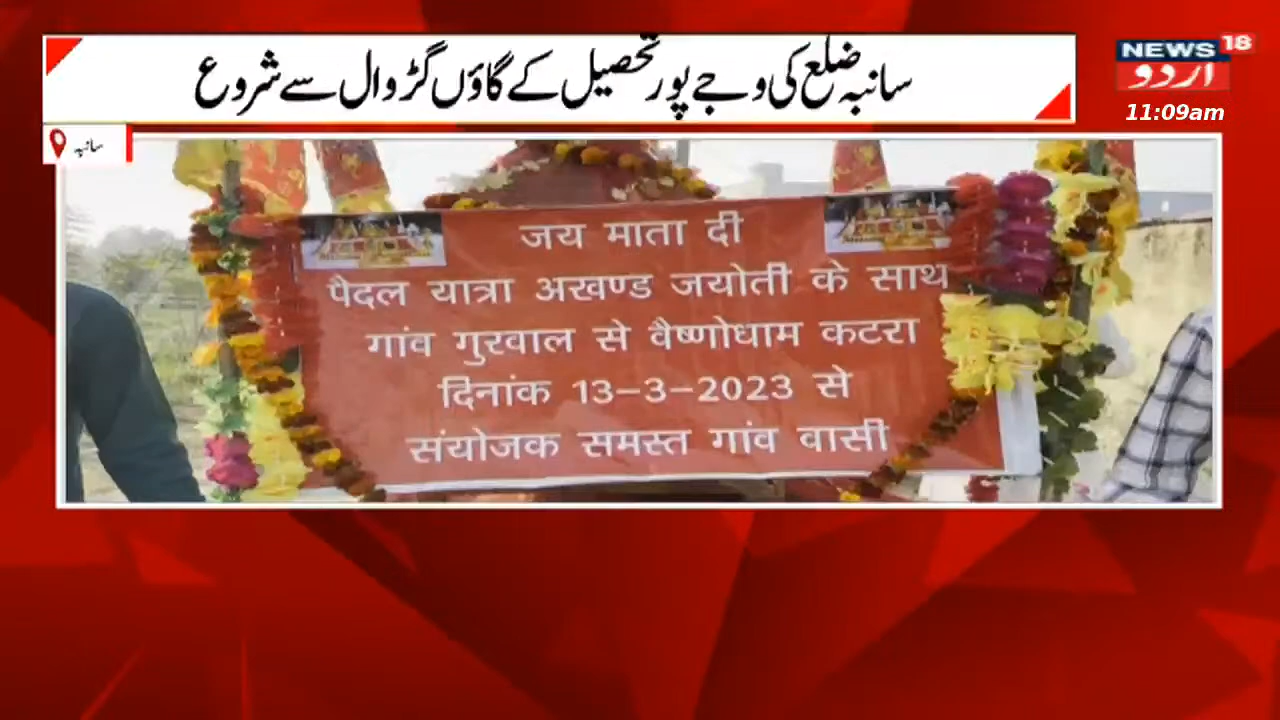 سانبہ ضلع کی وجے پور تحصیل کے گاؤں گڑوال سے شروع
NEWS 18
اردو
11:09am
سانبہ
जय माता दी
पैदल यात्रा अखण्ड जयोती के साथ
गांव गुरवाल से वैष्णोधाम कटरा
दिनांक 13-3-2023 से
संयोजक समस्त गांव वासी